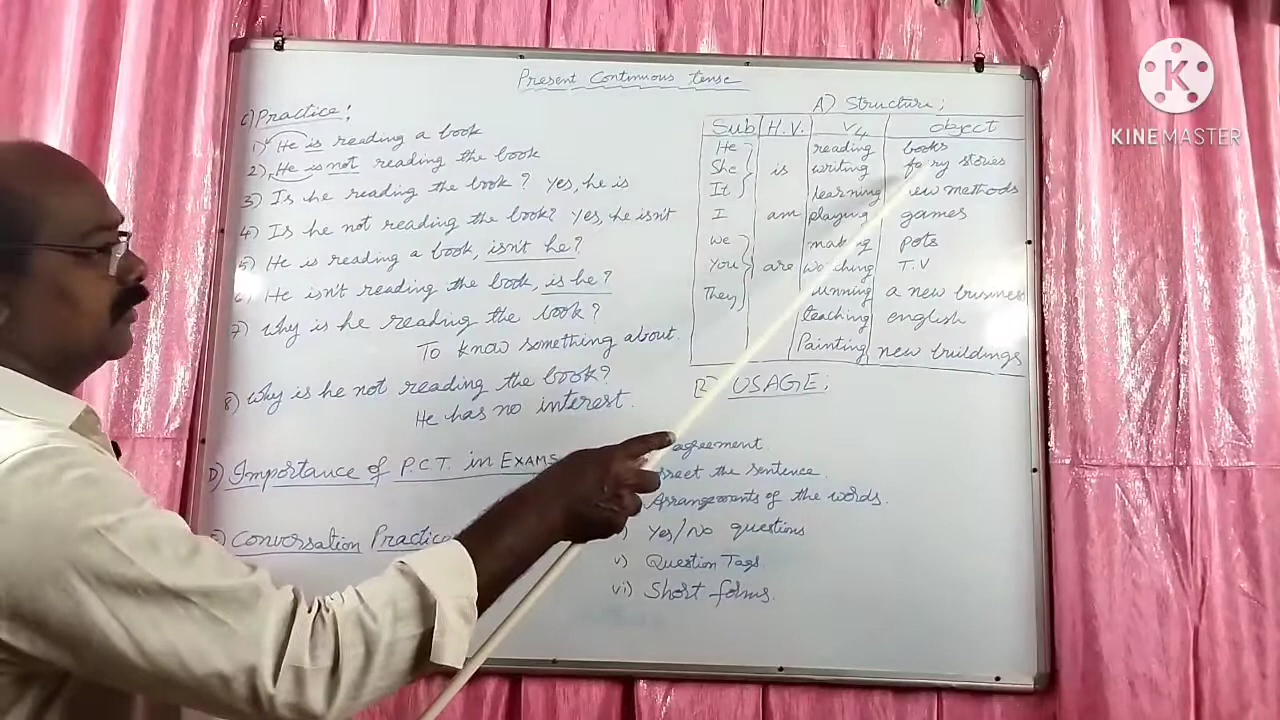 Present Continuous tense
C) Practice:
1) He is reading a book
2) He is not reading the book
3) Is he reading the book? Yes, he is
4) Is he not reading the book? Yes, he isn't
5) He is reading a book, isn't he?
6) He isn't reading the book, is he?
7) Why is he reading the book?
To know something about.
8) Why is he not reading the book?
He has no interest.
D) Importance of P.C.T. in EXAMS
Conversation Practice
A) Structure;
Sub H.V. V4 object
He reading books
She is writing stories
It learning new methods
I am playing games
We making pots
You are watching T.V
They running a new business
teaching english
Painting new buildings
USAGE;
agreement
the sentence.
Arrangements of the words.
Yes/No questions
v) Question Tags
vi) Short forms.
KINEMASTER